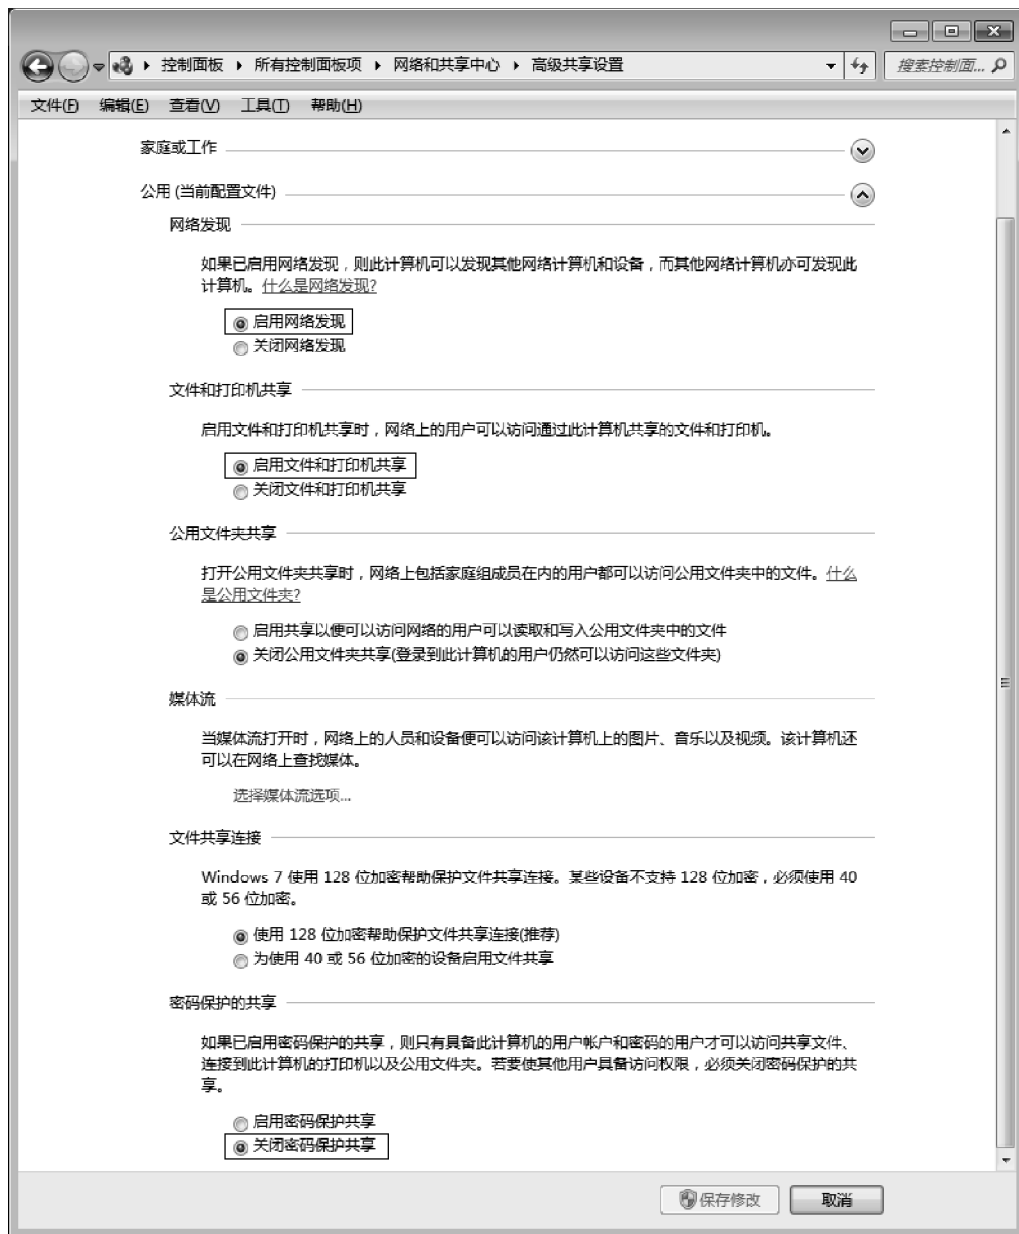 控制面板 ▸ 所有控制面板项 ▸ 网络和共享中心 ▸ 高级共享设置
搜索控制面...
文件(F) 编辑(E) 查看(V) 工具(T) 帮助(H)
家庭或工作
公用 (当前配置文件)
网络发现
如果已启用网络发现，则此计算机可以发现其他网络计算机和设备，而其他网络计算机亦可发现此
计算机。什么是网络发现?
启用网络发现
关闭网络发现
文件和打印机共享
启用文件和打印机共享时，网络上的用户可以访问通过此计算机共享的文件和打印机。
启用文件和打印机共享
关闭文件和打印机共享
公用文件夹共享
打开公用文件夹共享时，网络上包括家庭组成员在内的用户都可以访问公用文件夹中的文件。什么
是公用文件夹?
启用共享以便可以访问网络的用户可以读取和写入公用文件夹中的文件
关闭公用文件夹共享(登录到此计算机的用户仍然可以访问这些文件夹)
媒体流
当媒体流打开时，网络上的人员和设备便可以访问该计算机上的图片、音乐以及视频。该计算机还
可以在网络上查找媒体。
选择媒体流选项...
文件共享连接
Windows 7 使用 128 位加密帮助保护文件共享连接。某些设备不支持 128 位加密，必须使用 40
或 56 位加密。
使用 128 位加密帮助保护文件共享连接(推荐)
为使用 40 或 56 位加密的设备启用文件共享
密码保护的共享
如果已启用密码保护的共享，则只有具备此计算机的用户帐户和密码的用户才可以访问共享文件、
连接到此计算机的打印机以及公用文件夹。若要使其他用户具备访问权限，必须关闭密码保护的共
享。
启用密码保护共享
关闭密码保护共享
保存修改 取消